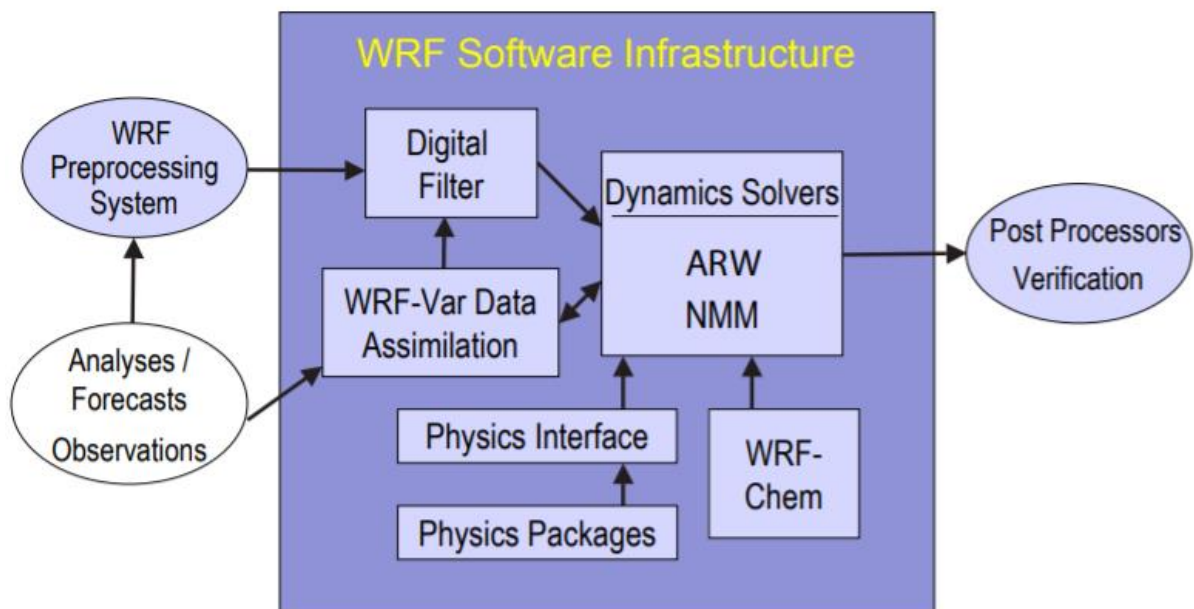 WRF Software Infrastructure
WRF
Preprocessing
System
Digital
Filter
Dynamics Solvers
ARW
NMM
Post Processors
Verification
WRF-Var Data
Assimilation
Analyses /
Forecasts
Observations
Physics Interface
WRF-
Chem
Physics Packages